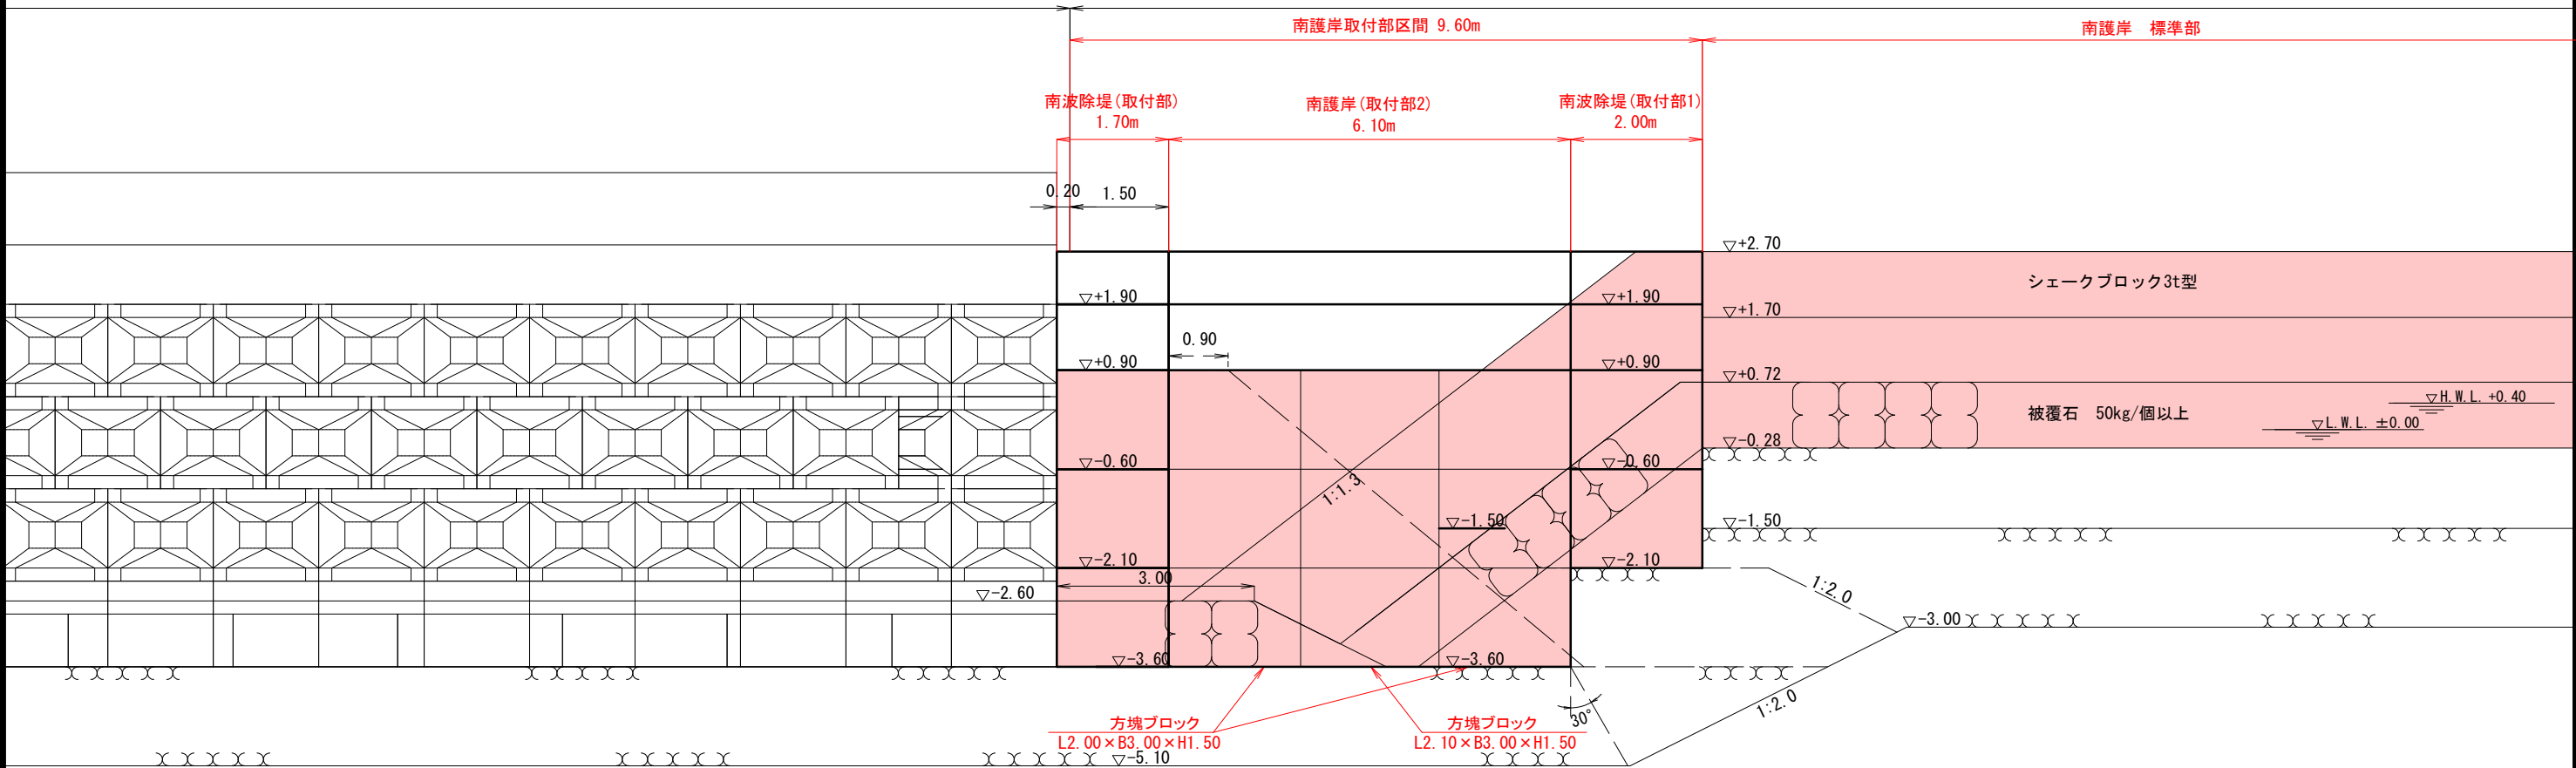 南護岸取付部区間 9.60m
南護岸　標準部
南波除堤(取付部)
1.70m
南護岸(取付部2)
6.10m
南波除堤(取付部1)
2.00m
0.20
1.50
▽+2.70
シェークブロック3t型
▽+1.90
▽+1.90
▽+1.70
0.90
▽+0.90
▽+0.90
▽+0.72
▽H.W.L. +0.40
被覆石　50kg/個以上
▽L.W.L. ±0.00
▽-0.28
▽-0.60
▽-0.60
1:1.3
▽-1.50
▽-1.50
▽-2.10
▽-2.10
3.00
▽-2.60
1:2.0
▽-3.00
▽-3.60
▽-3.60
1:2.0
30°
方塊ブロック
L2.00×B3.00×H1.50
方塊ブロック
L2.10×B3.00×H1.50
▽-5.10